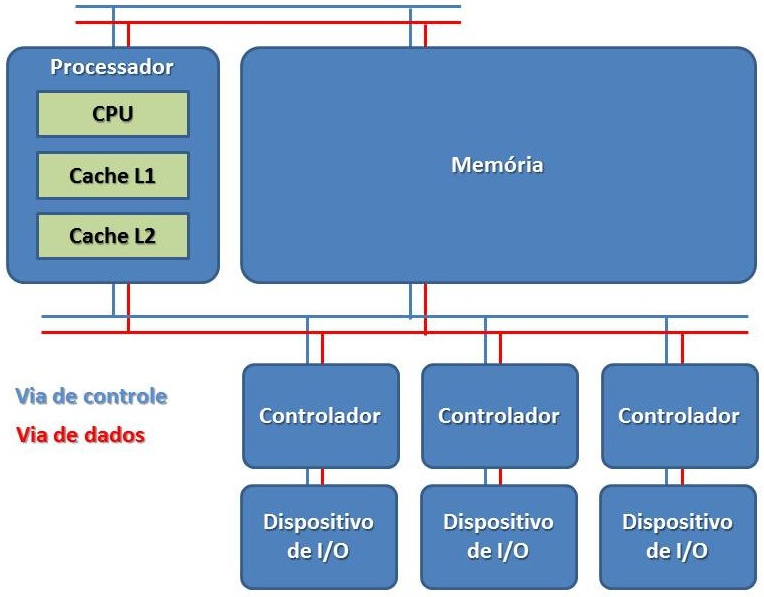 Processador
CPU
Cache L1
Cache L2
Memória
Via de controle
Via de dados
Controlador
Controlador
Controlador
Dispositivo
de I/O
Dispositivo
de I/O
Dispositivo
de I/O